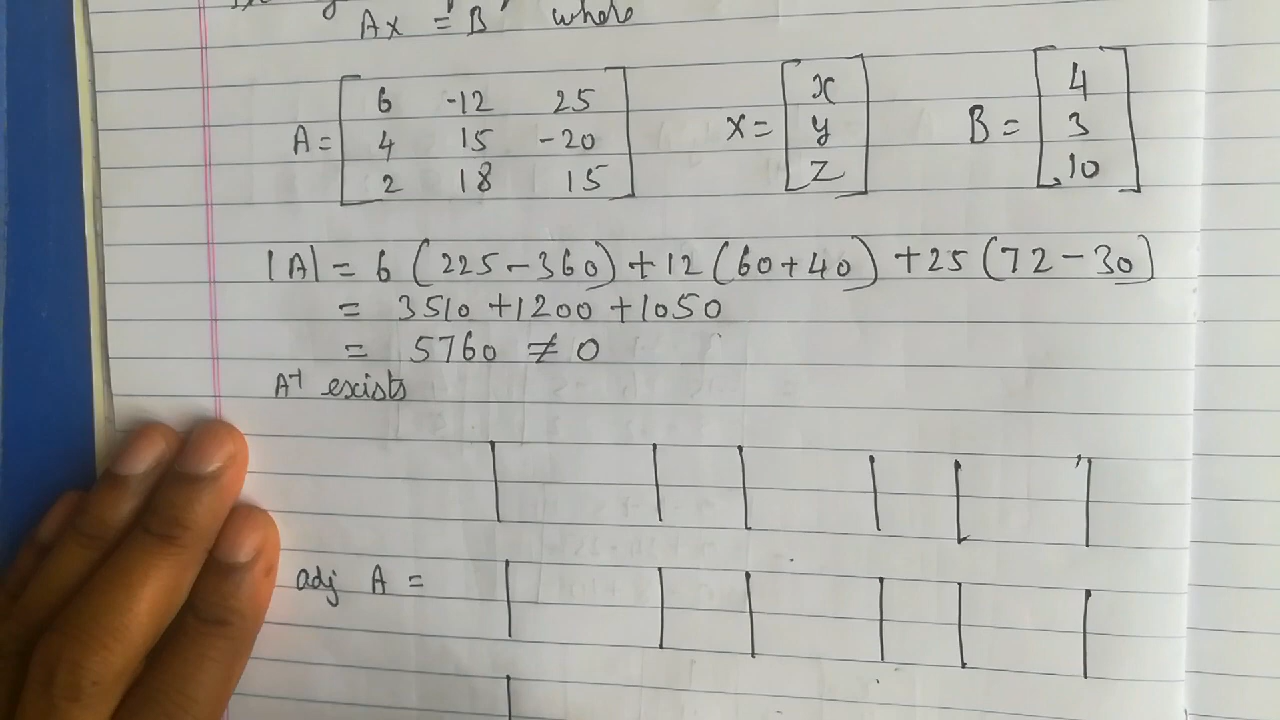 Ax = B where
A = [ 6 -12 25 ] X = [ x ] B = [ 4 ]
[ 4 15 -20 ] [ y ] [ 3 ]
[ 2 18 15 ] [ z ] [ 10 ]
|A| = 6 (225-360) + 12 (60+40) + 25 (72-30)
= 3510 + 1200 + 1050
= 5760 ≠ 0
A⁻¹ exists
adj A =